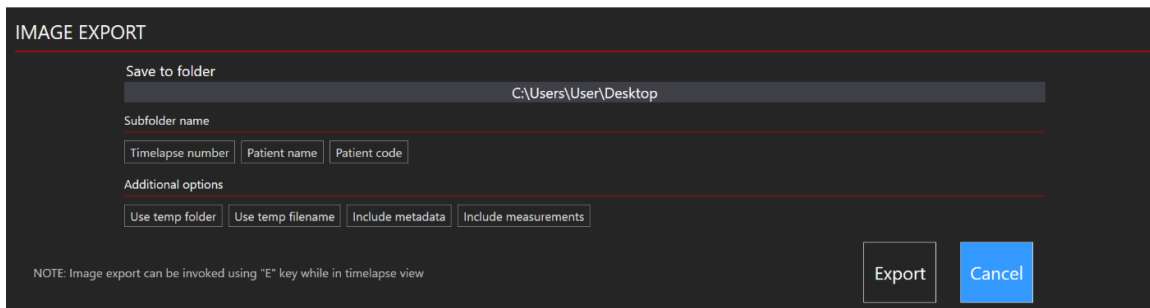 IMAGE EXPORT
Save to folder
C:\Users\User\Desktop
Subfolder name
Timelapse number Patient name Patient code
Additional options
Use temp folder Use temp filename Include metadata Include measurements
NOTE: Image export can be invoked using "E" key while in timelapse view
Export Cancel